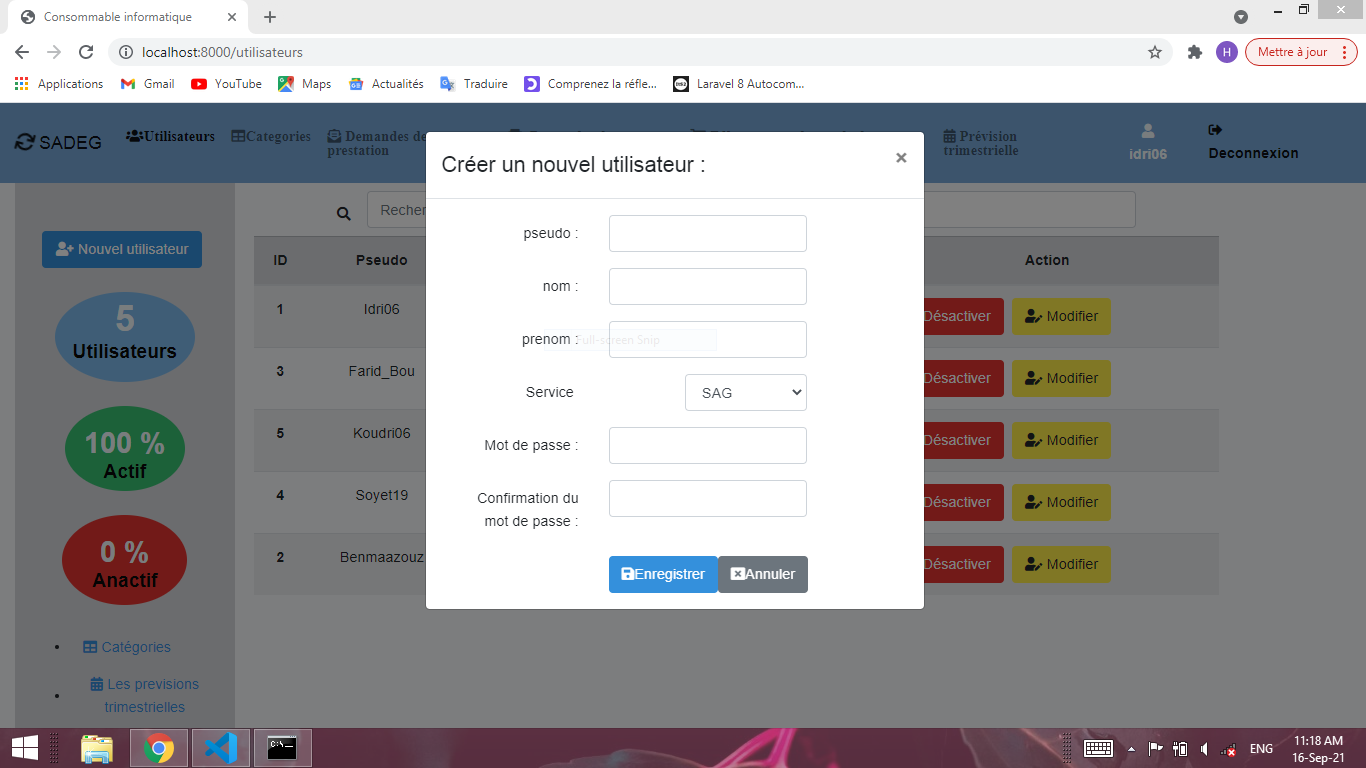 Consommable informatique
localhost:8000/utilisateurs
H
Mettre à jour
Applications
Gmail
YouTube
Maps
Actualités
Traduire
Comprenez la réfle...
Laravel 8 Autocom...
SADEG
Utilisateurs
Categories
Demandes de
prestation
Prévision
trimestrielle
idri06
Deconnexion
Créer un nouvel utilisateur :
×
pseudo :
nom :
prenom :
Full-screen Snip
Service
SAG
Mot de passe :
Confirmation du
mot de passe :
Enregistrer
Annuler
Nouvel utilisateur
5
Utilisateurs
100 %
Actif
0 %
Anactif
Catégories
Les previsions
trimestrielles
ID Pseudo Action
1 Idri06 Désactiver Modifier
3 Farid_Bou Désactiver Modifier
5 Koudri06 Désactiver Modifier
4 Soyet19 Désactiver Modifier
2 Benmaazouz Désactiver Modifier
ENG
11:18 AM
16-Sep-21